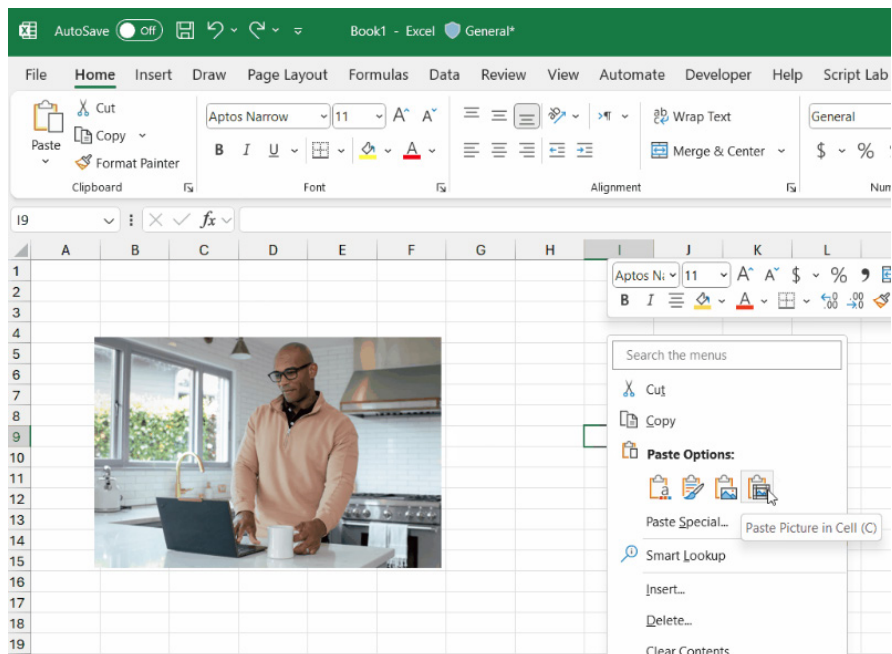 AutoSave Off Book1 - Excel General*
File Home Insert Draw Page Layout Formulas Data Review View Automate Developer Help Script Lab
Paste
Cut
Copy
Format Painter
Clipboard
Aptos Narrow 11 A^ A˅
B I U A
Font
ab Wrap Text
Merge & Center
Alignment
General
$ %
I9 fx
A B C D E F G H I J K L
1
2
3
4
5
6
7
8
9
10
11
12
13
14
15
16
17
18
19
11 A^ A˅ $ % 9
B I A .00 .00
Search the menus
Cut
Copy
Paste Options:
Paste Special...
Paste Picture in Cell (C)
Smart Lookup
Insert...
Delete...
Clear Contents